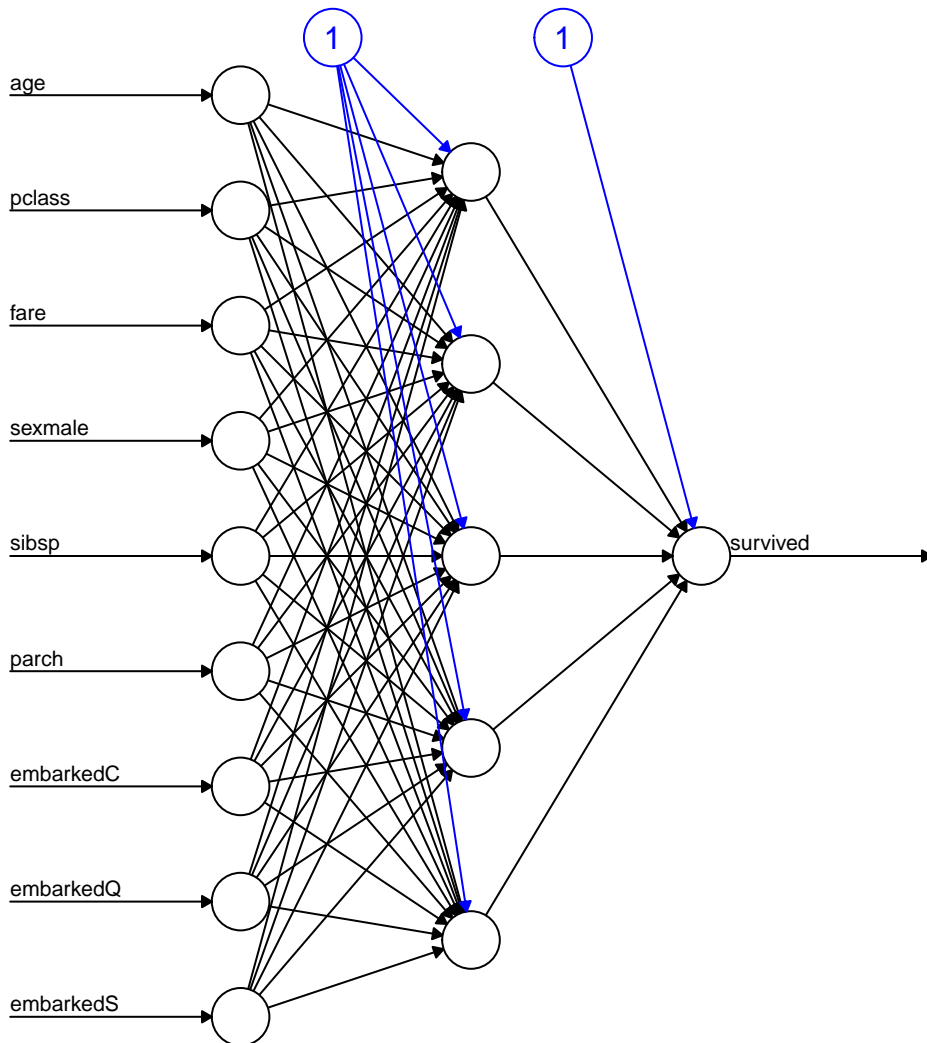 1
1
age
pclass
fare
sexmale
sibsp
survived
parch
embarkedC
embarkedQ
embarkedS